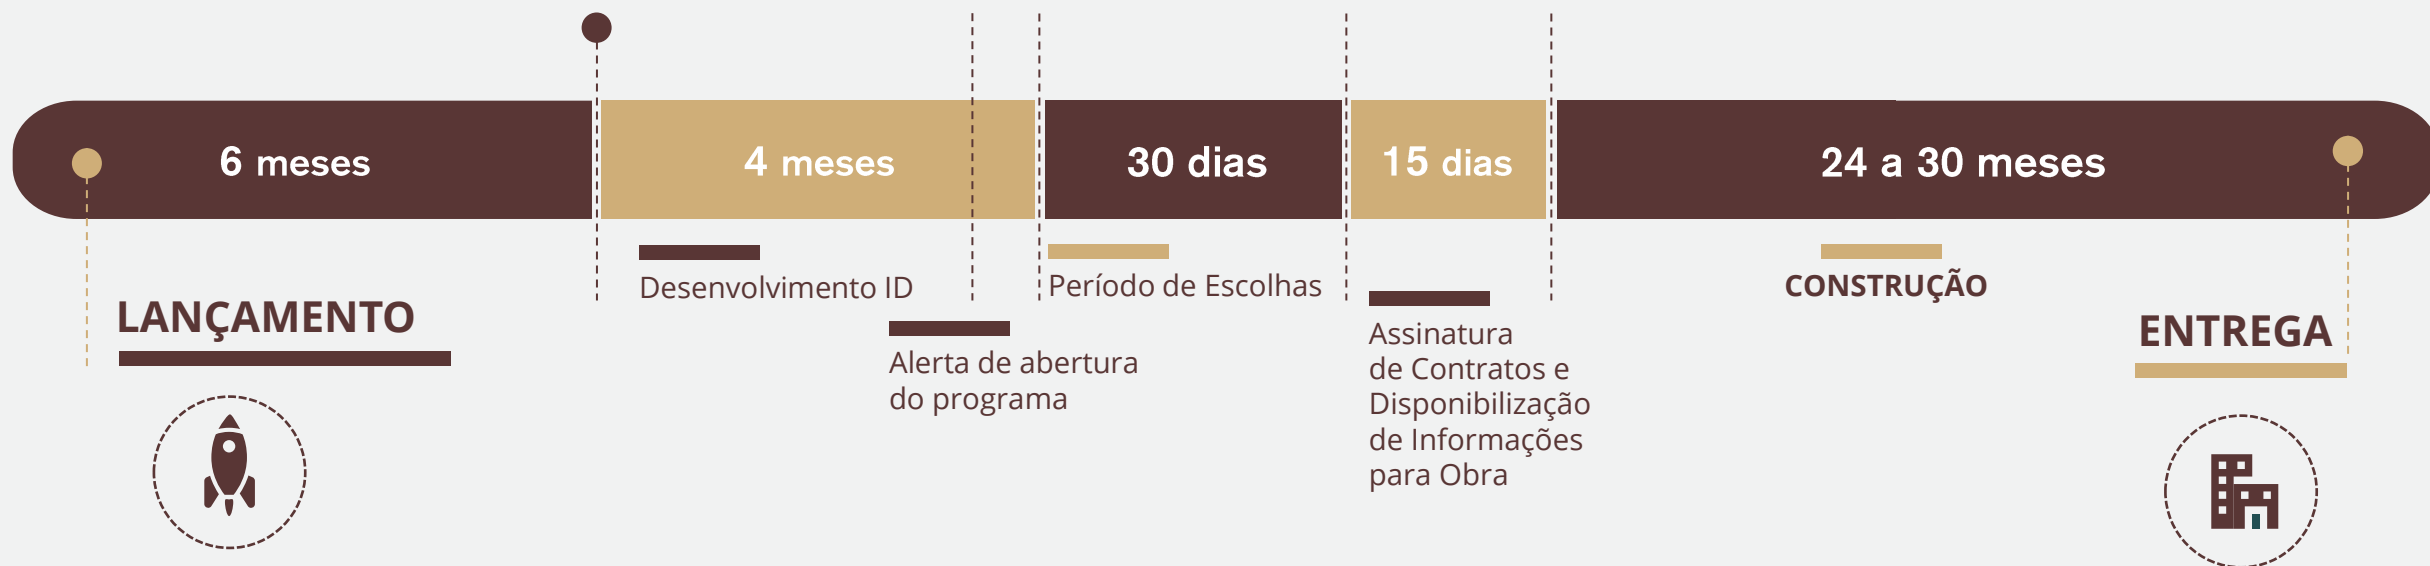 6 meses
4 meses
30 dias
15 dias
24 a 30 meses
LANÇAMENTO
Desenvolvimento ID
Alerta de abertura
do programa
Período de Escolhas
Assinatura
de Contratos e
Disponibilização
de Informações
para Obra
CONSTRUÇÃO
ENTREGA